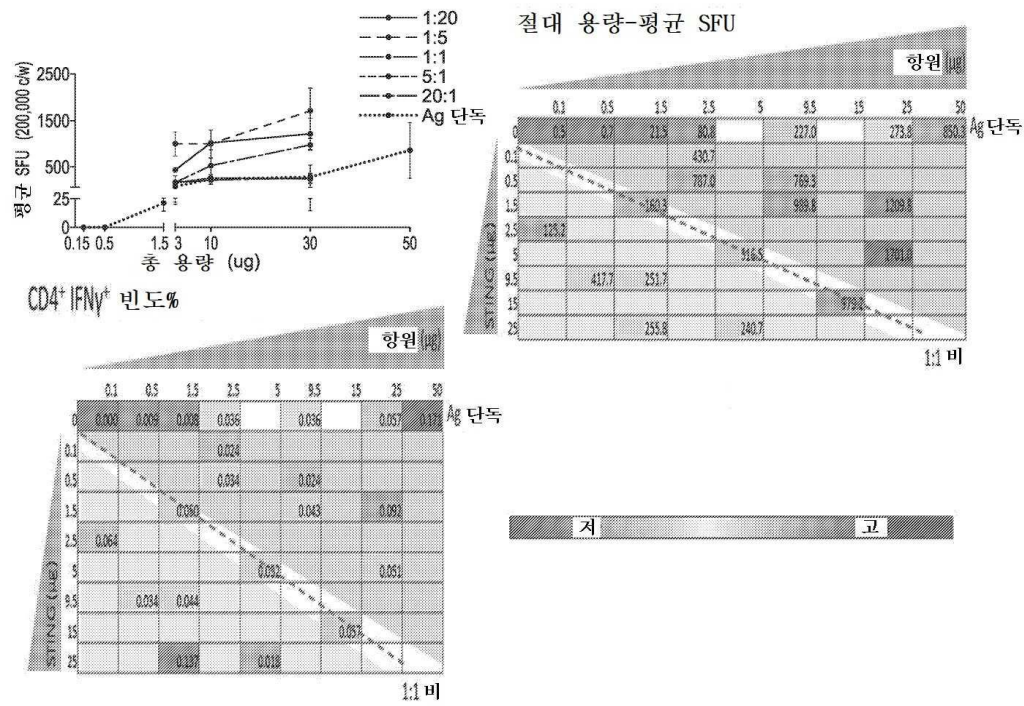 1:20
1:5
1:1
5:1
20:1
Ag 단독
평균 SFU (200,000 c/w)
2500
1500
500
25
0
0.15 0.5 1.5 3 10 30 50
총 용량 (ug)
절대 용량-평균 SFU
항원 (μg)
0.1 0.5 1.5 2.5 5 9.5 15 25 50
0 0.5 0.7 21.5 80.8 227.0 273.8 850.3 Ag 단독
0.1 430.7
0.5 787.0 769.3
1.5 160.3 989.8 1209.8
2.5 125.2
5 916.5 1701.0
9.5 417.7 251.7
15 979.2
25 255.8 240.7
STING (μg)
1:1 비
CD4⁺ IFNγ⁺ 빈도%
항원 (μg)
0.1 0.5 1.5 2.5 5 9.5 15 25 50
0 0.000 0.009 0.008 0.036 0.036 0.057 0.171 Ag 단독
0.1 0.024
0.5 0.034 0.024
1.5 0.060 0.043 0.092
2.5 0.064
5 0.032 0.051
9.5 0.034 0.044
15 0.057
25 0.137 0.018
STING (μg)
1:1 비
저 고